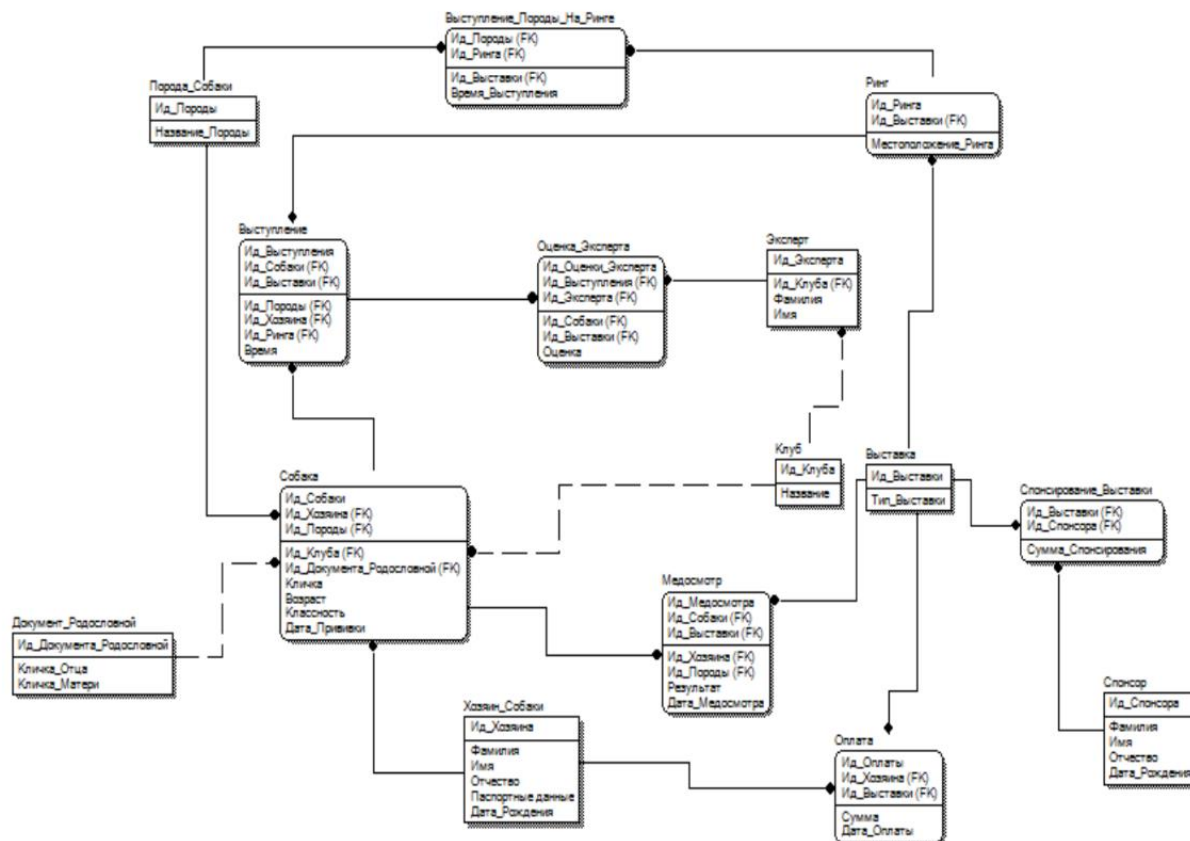 Выступление_Породы_На_Ринге
Ид_Породы (FK)
Ид_Ринга (FK)
Ид_Выставки (FK)
Время_Выступления
Порода_Собаки
Ид_Породы
Название_Породы
Ринг
Ид_Ринга
Ид_Выставки (FK)
Местоположение_Ринга
Выступление
Ид_Выступления
Ид_Собаки (FK)
Ид_Выставки (FK)
Ид_Породы (FK)
Ид_Хозяина (FK)
Ид_Ринга (FK)
Время
Оценка_Эксперта
Ид_Оценки_Эксперта
Ид_Выступления (FK)
Ид_Эксперта (FK)
Ид_Собаки (FK)
Ид_Выставки (FK)
Оценка
Эксперт
Ид_Эксперта
Ид_Клуба (FK)
Фамилия
Имя
Клуб
Ид_Клуба
Название
Выставка
Ид_Выставки
Тип_Выставки
Спонсирование_Выставки
Ид_Выставки (FK)
Ид_Спонсора (FK)
Сумма_Спонсирования
Собака
Ид_Собаки
Ид_Хозяина (FK)
Ид_Породы (FK)
Ид_Клуба (FK)
Ид_Документа_Родословной (FK)
Кличка
Возраст
Классность
Дата_Прививки
Документ_Родословной
Ид_Документа_Родословной
Кличка_Отца
Кличка_Матери
Медосмотр
Ид_Медосмотра
Ид_Собаки (FK)
Ид_Выставки (FK)
Ид_Хозяина (FK)
Ид_Породы (FK)
Результат
Дата_Медосмотра
Хозяин_Собаки
Ид_Хозяина
Фамилия
Имя
Отчество
Паспортные данные
Дата_Рождения
Оплата
Ид_Оплаты
Ид_Хозяина (FK)
Ид_Выставки (FK)
Сумма
Дата_Оплаты
Спонсор
Ид_Спонсора
Фамилия
Имя
Отчество
Дата_Рождения